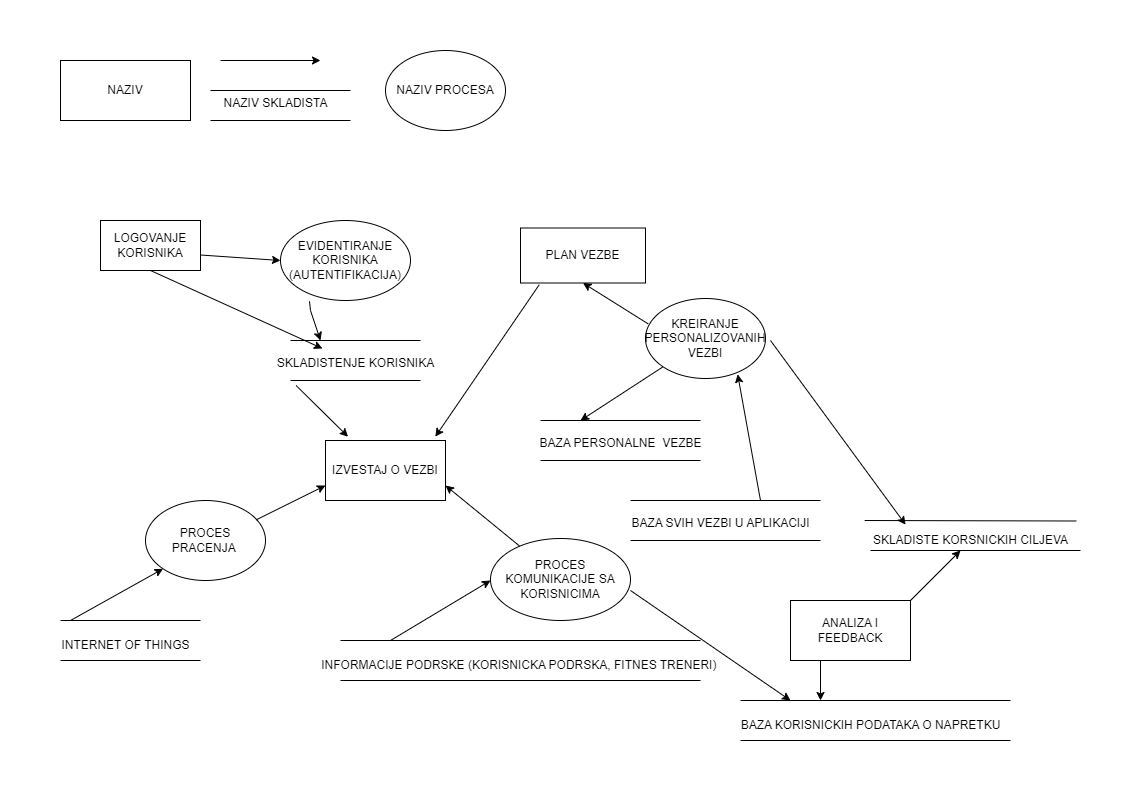 NAZIV
NAZIV SKLADISTA
NAZIV PROCESA
LOGOVANJE
KORISNIKA
EVIDENTIRANJE
KORISNIKA
(AUTENTIFIKACIJA)
PLAN VEZBE
KREIRANJE
PERSONALIZOVANIH
VEZBI
SKLADISTENJE KORISNIKA
BAZA PERSONALNE VEZBE
IZVESTAJ O VEZBI
BAZA SVIH VEZBI U APLIKACIJI
PROCES
PRACENJA
SKLADISTE KORSNICKIH CILJEVA
PROCES
KOMUNIKACIJE SA
KORISNICIMA
ANALIZA I
FEEDBACK
INTERNET OF THINGS
INFORMACIJE PODRSKE (KORISNICKA PODRSKA, FITNES TRENERI)
BAZA KORISNICKIH PODATAKA O NAPRETKU